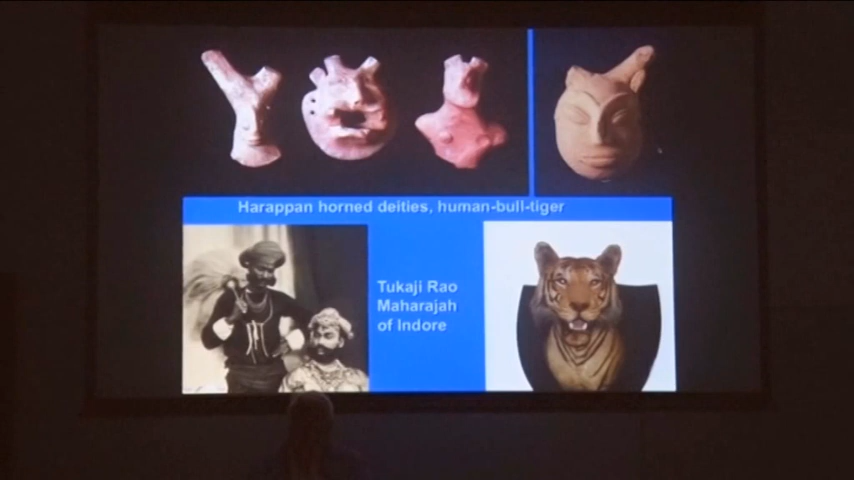 Harappan horned deities, human-bull-tiger
Tukaji Rao
Maharajah
of Indore